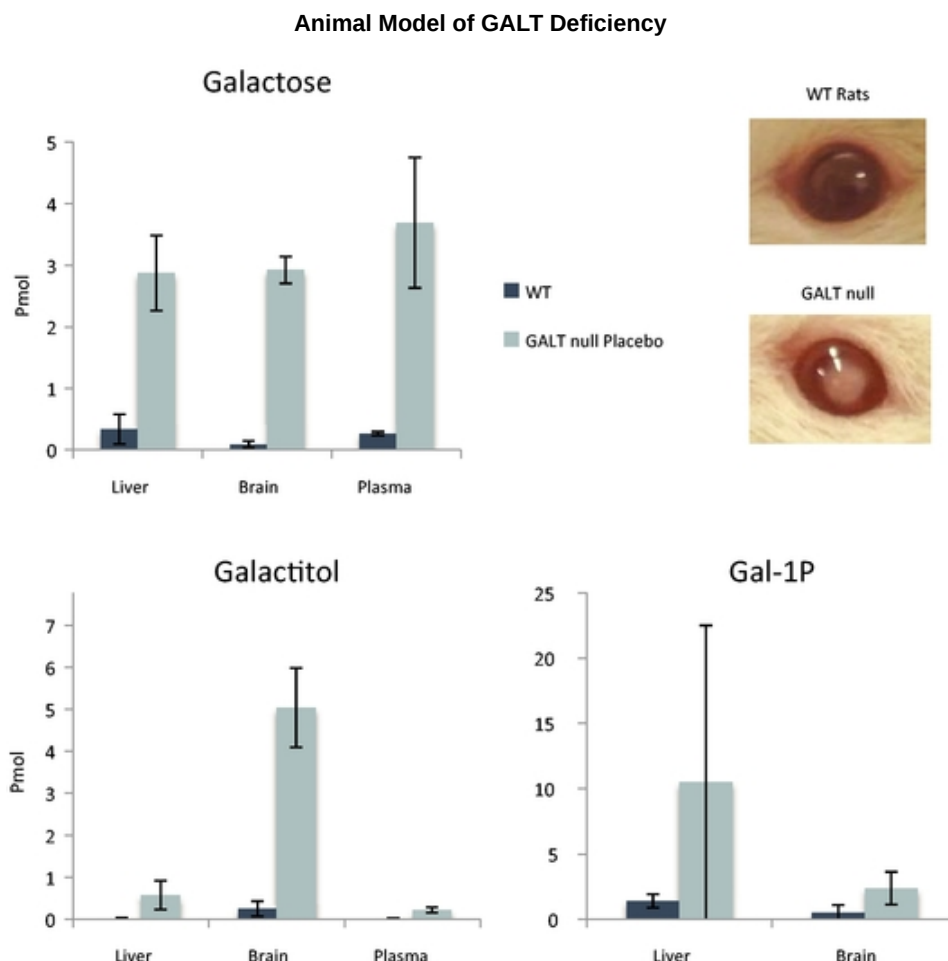 Animal Model of GALT Deficiency
Galactose
5
4
3
2
1
0
Pmol
Liver Brain Plasma
WT
GALT null Placebo
WT Rats
GALT null
Galactitol
7
6
5
4
3
2
1
0
Pmol
Liver Brain Plasma
Gal-1P
25
20
15
10
5
0
Liver Brain